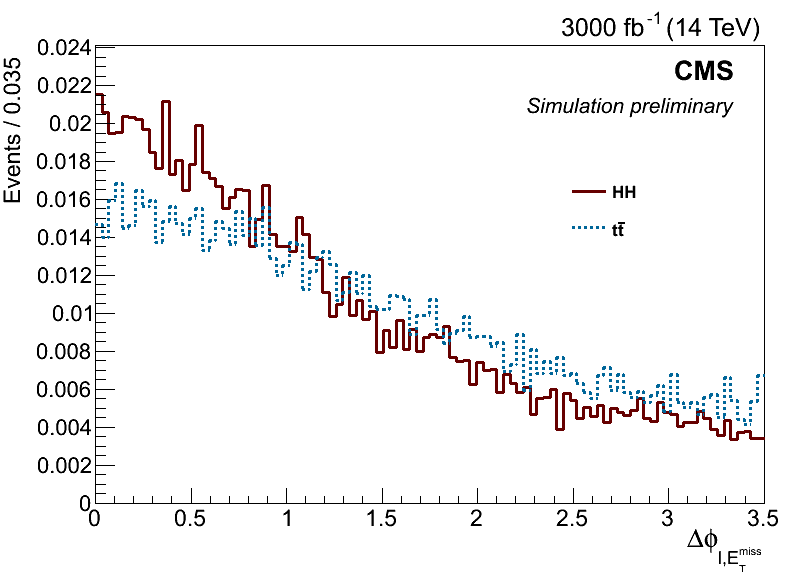 3000 fb⁻¹ (14 TeV)
CMS
Simulation preliminary
Events / 0.035
0.024
0.022
0.02
0.018
0.016
0.014
0.012
0.01
0.008
0.006
0.004
0.002
0
HH
tt̄
0 0.5 1 1.5 2 2.5 3 3.5
Δϕ l,E_T^miss